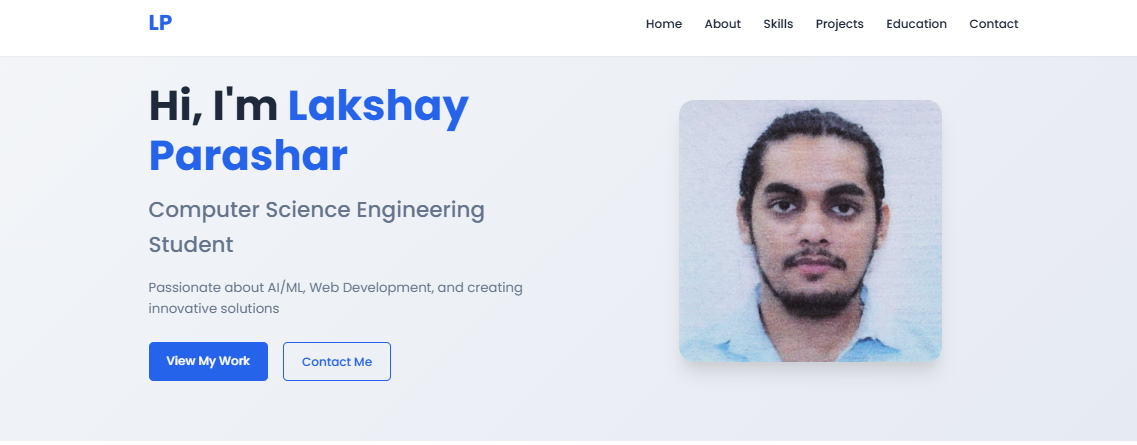 LP
Home About Skills Projects Education Contact
Hi, I'm Lakshay
Parashar
Computer Science Engineering
Student
Passionate about AI/ML, Web Development, and creating
innovative solutions
View My Work Contact Me